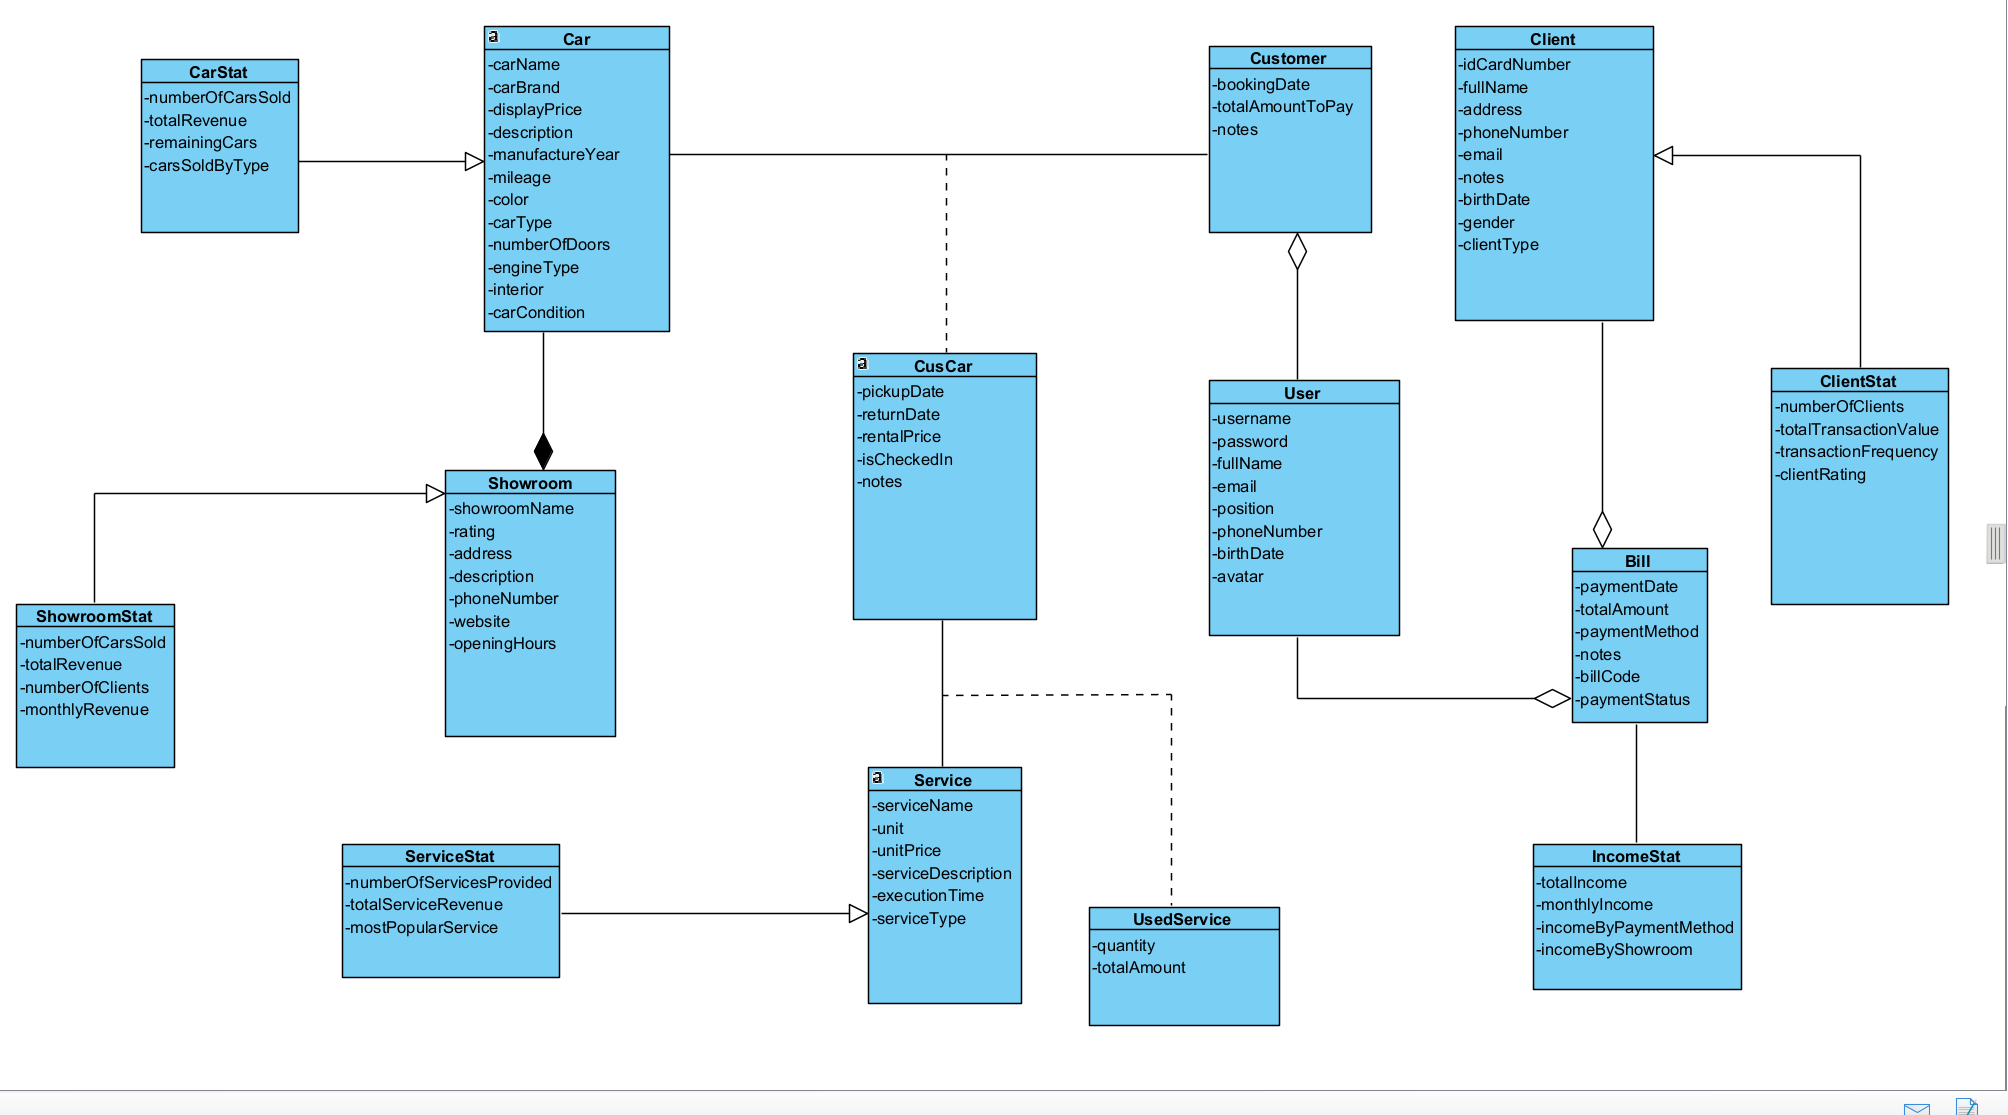 CarStat
-numberOfCarsSold
-totalRevenue
-remainingCars
-carsSoldByType
a
Car
-carName
-carBrand
-displayPrice
-description
-manufactureYear
-mileage
-color
-carType
-numberOfDoors
-engineType
-interior
-carCondition
Customer
-bookingDate
-totalAmountToPay
-notes
Client
-idCardNumber
-fullName
-address
-phoneNumber
-email
-notes
-birthDate
-gender
-clientType
a
CusCar
-pickupDate
-returnDate
-rentalPrice
-isCheckedIn
-notes
User
-username
-password
-fullName
-email
-position
-phoneNumber
-birthDate
-avatar
ClientStat
-numberOfClients
-totalTransactionValue
-transactionFrequency
-clientRating
Showroom
-showroomName
-rating
-address
-description
-phoneNumber
-website
-openingHours
Bill
-paymentDate
-totalAmount
-paymentMethod
-notes
-billCode
-paymentStatus
ShowroomStat
-numberOfCarsSold
-totalRevenue
-numberOfClients
-monthlyRevenue
a
Service
-serviceName
-unit
-unitPrice
-serviceDescription
-executionTime
-serviceType
ServiceStat
-numberOfServicesProvided
-totalServiceRevenue
-mostPopularService
IncomeStat
-totalIncome
-monthlyIncome
-incomeByPaymentMethod
-incomeByShowroom
UsedService
-quantity
-totalAmount